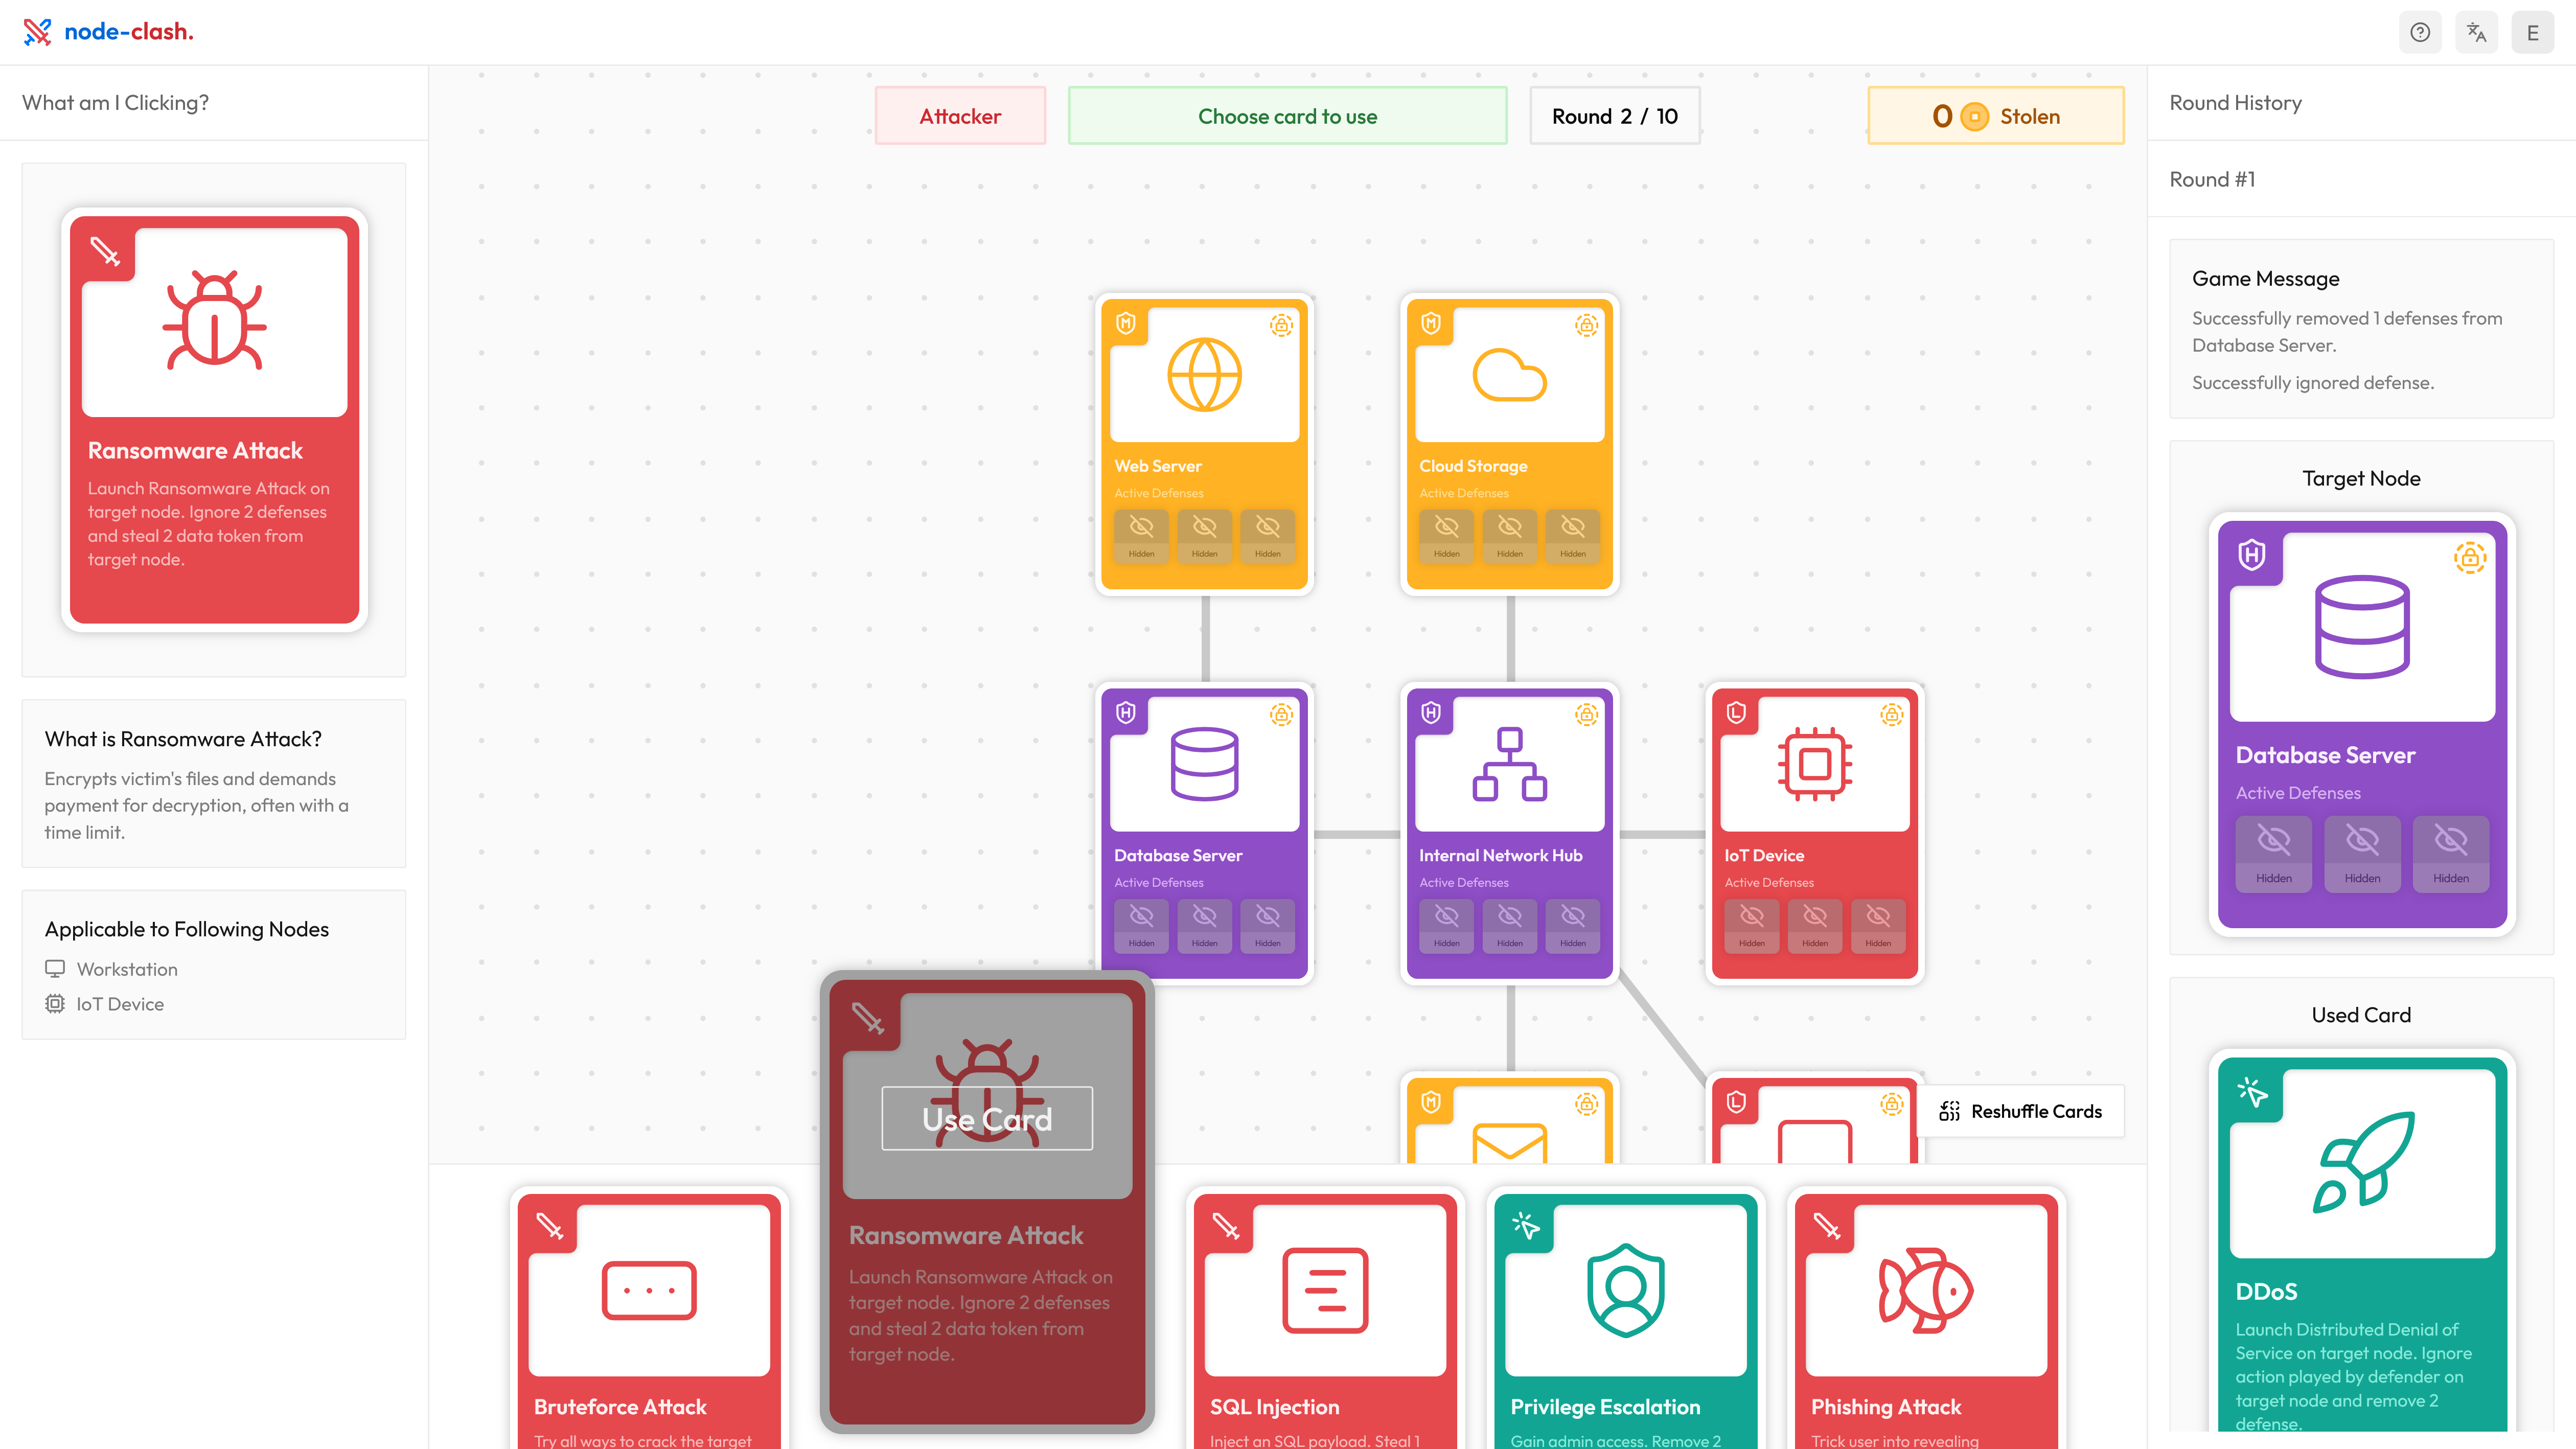 node-clash.
E
What am I Clicking?
Ransomware Attack
Launch Ransomware Attack on
target node. Ignore 2 defenses
and steal 2 data token from
target node.
What is Ransomware Attack?
Encrypts victim's files and demands
payment for decryption, often with a
time limit.
Applicable to Following Nodes
Workstation
IoT Device
Attacker
Choose card to use
Round 2 / 10
0 Stolen
M
Web Server
Active Defenses
Hidden Hidden Hidden
M
Cloud Storage
Active Defenses
Hidden Hidden Hidden
H
Database Server
Active Defenses
Hidden Hidden Hidden
H
Internal Network Hub
Active Defenses
Hidden Hidden Hidden
L
IoT Device
Active Defenses
Hidden Hidden Hidden
M
L
Reshuffle Cards
Bruteforce Attack
Try all ways to crack the target
Use Card
Ransomware Attack
Launch Ransomware Attack on
target node. Ignore 2 defenses
and steal 2 data token from
target node.
SQL Injection
Inject an SQL payload. Steal 1
Privilege Escalation
Gain admin access. Remove 2
Phishing Attack
Trick user into revealing
Round History
Round #1
Game Message
Successfully removed 1 defenses from
Database Server.
Successfully ignored defense.
Target Node
H
Database Server
Active Defenses
Hidden Hidden Hidden
Used Card
DDoS
Launch Distributed Denial of
Service on target node. Ignore
action played by defender on
target node and remove 2
defense.